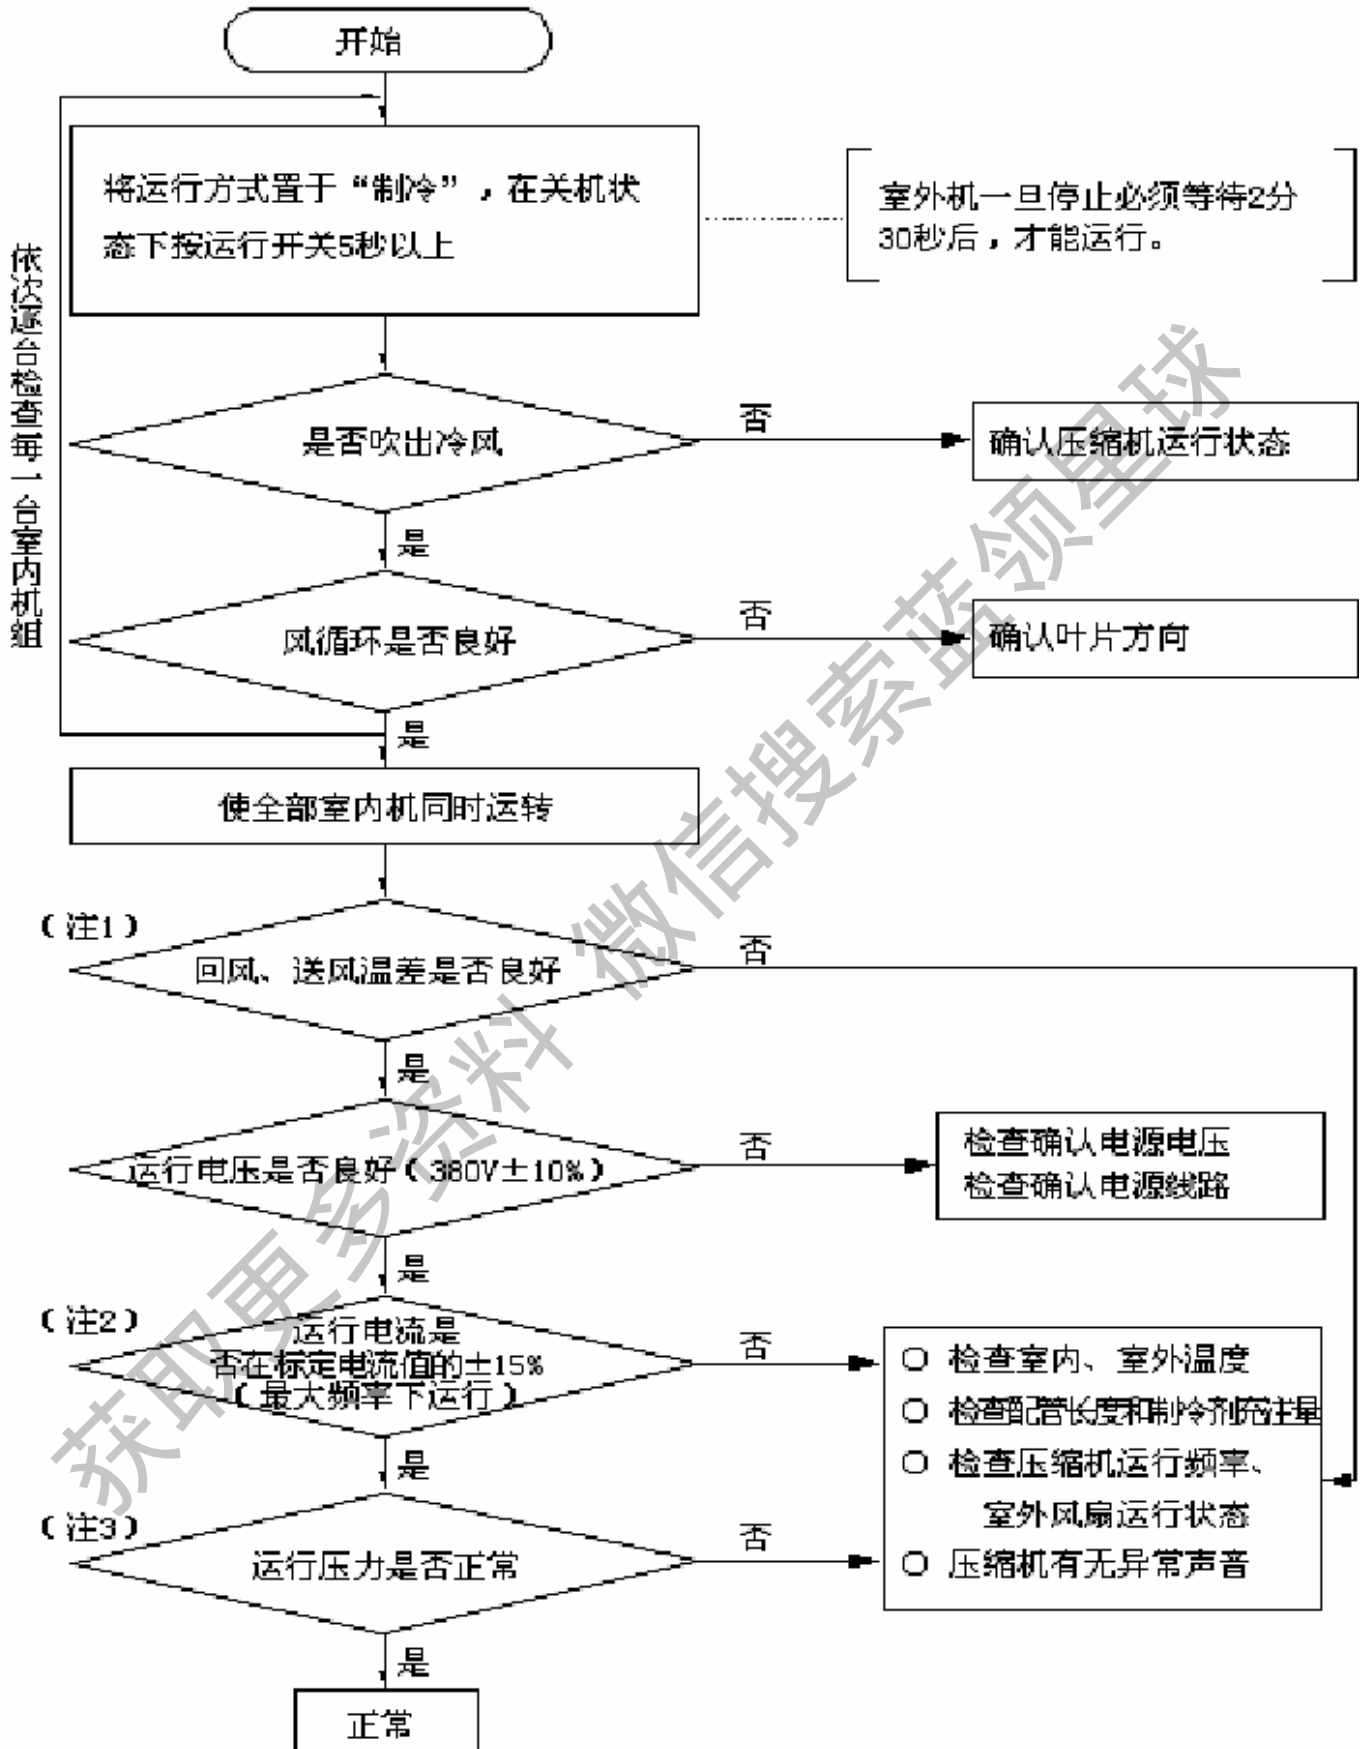 开始
将运行方式置于“制冷”,在关机状
态下按运行开关5秒以上
室外机一旦停止必须等待2分
30秒后,才能运行。
依次逐台检查每一台室内机组
是否吹出冷风
否
确认压缩机运行状态
是
风循环是否良好
否
确认叶片方向
是
使全部室内机同时运转
(注1)
回风、送风温差是否良好
否
是
运行电压是否良好(380V±10%)
否
检查确认电源电压
检查确认电源线路
是
(注2)
运行电流是
否在标定电流值的±15%
(最大频率下运行)
否
○ 检查室内、室外温度
○ 检查配管长度和制冷剂充注量
○ 检查压缩机运行频率、
室外风扇运行状态
○ 压缩机有无异常声音
是
(注3)
运行压力是否正常
否
是
正常
获取更多资料 微信搜索蓝领星球